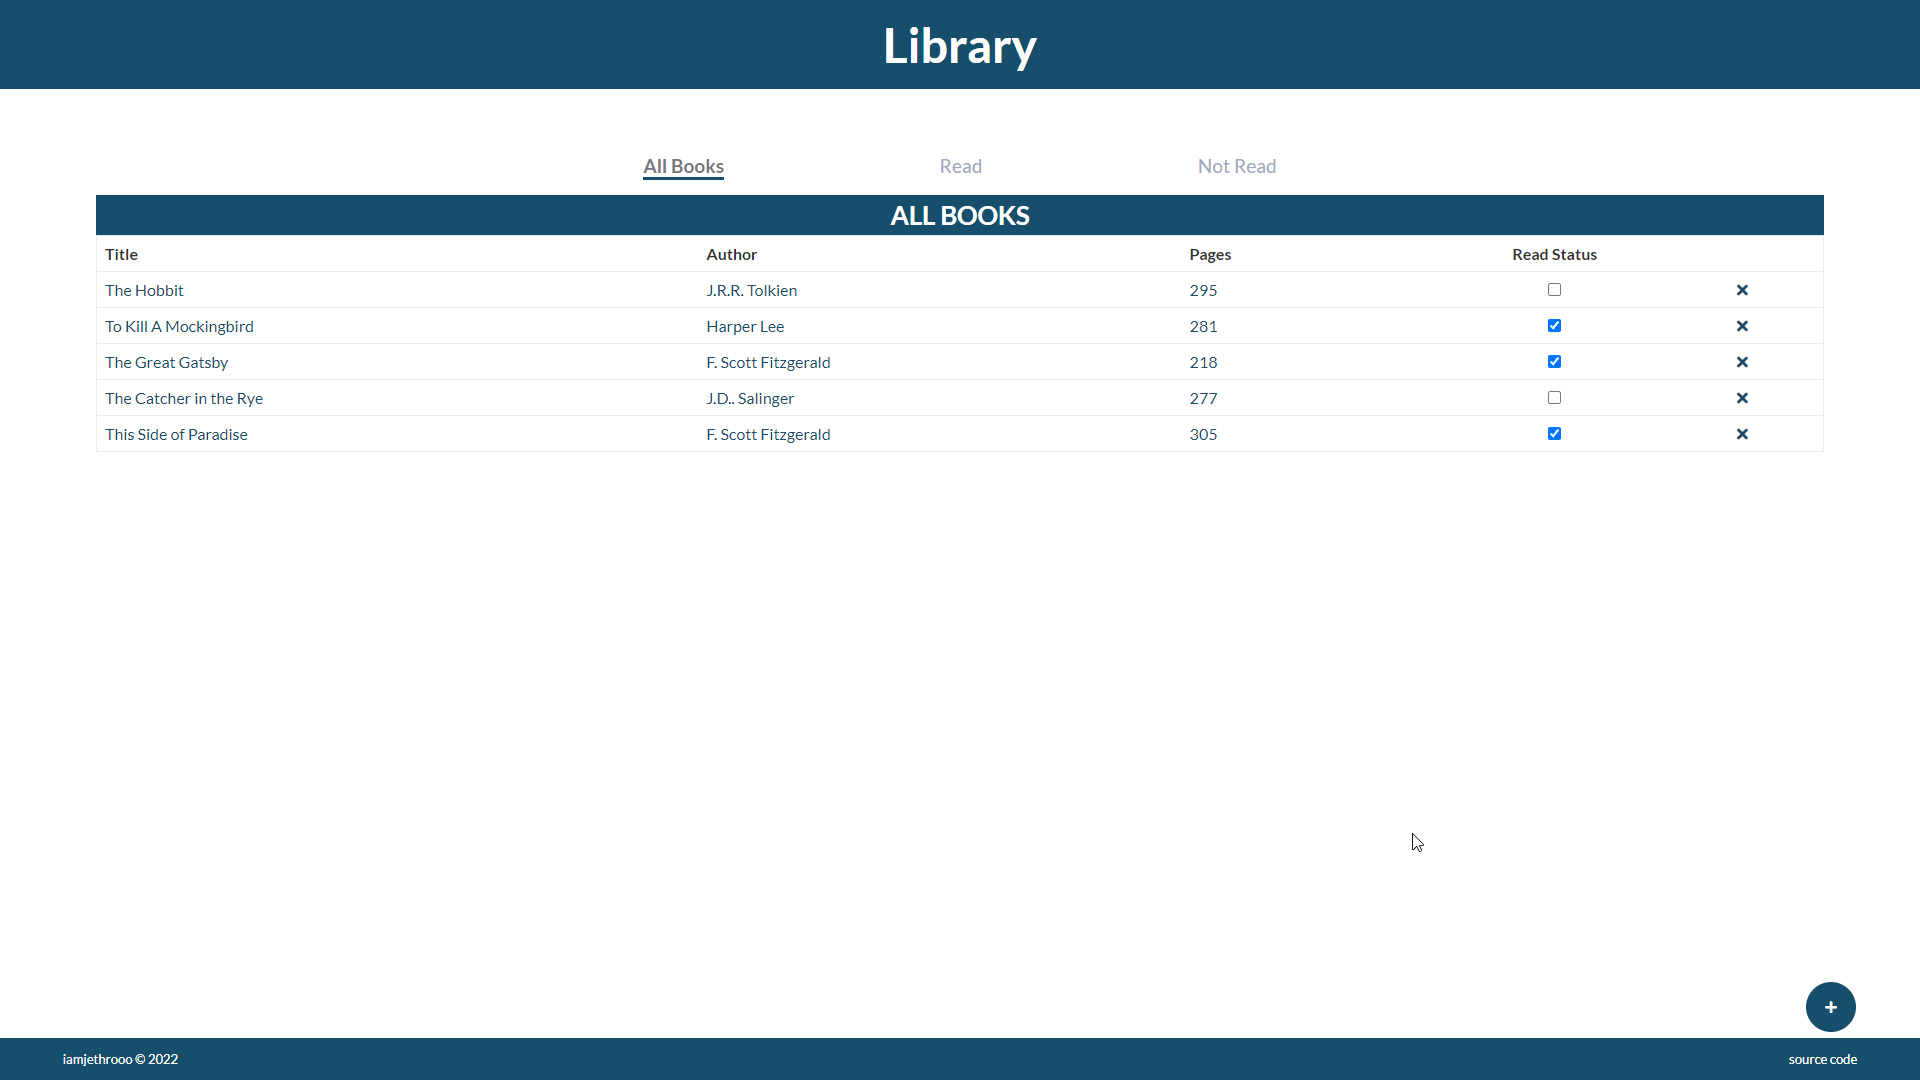 Library
All Books Read Not Read
ALL BOOKS
Title Author Pages Read Status
The Hobbit J.R.R. Tolkien 295
To Kill A Mockingbird Harper Lee 281
The Great Gatsby F. Scott Fitzgerald 218
The Catcher in the Rye J.D.. Salinger 277
This Side of Paradise F. Scott Fitzgerald 305
+
iamjethrooo © 2022 source code